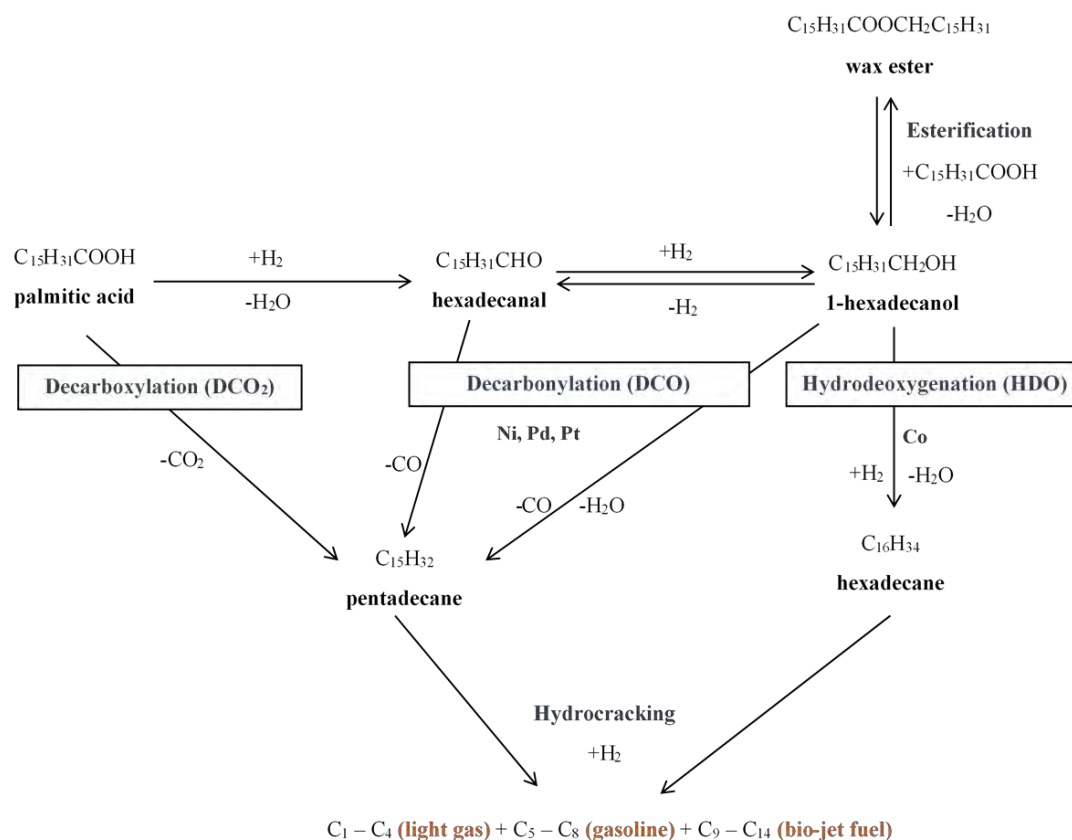 C₁₅H₃₁COOCH₂C₁₅H₃₁
wax ester
Esterification
+C₁₅H₃₁COOH
-H₂O
C₁₅H₃₁COOH
+H₂
C₁₅H₃₁CHO
+H₂
C₁₅H₃₁CH₂OH
palmitic acid
-H₂O
hexadecanal
-H₂
1-hexadecanol
Decarboxylation (DCO₂)
Decarbonylation (DCO)
Hydrodeoxygenation (HDO)
Ni, Pd, Pt
Co
-CO₂
-CO
+H₂
-H₂O
-CO
-H₂O
C₁₅H₃₂
C₁₆H₃₄
pentadecane
hexadecane
Hydrocracking
+H₂
C₁ – C₄ (light gas) + C₅ – C₈ (gasoline) + C₉ – C₁₄ (bio-jet fuel)